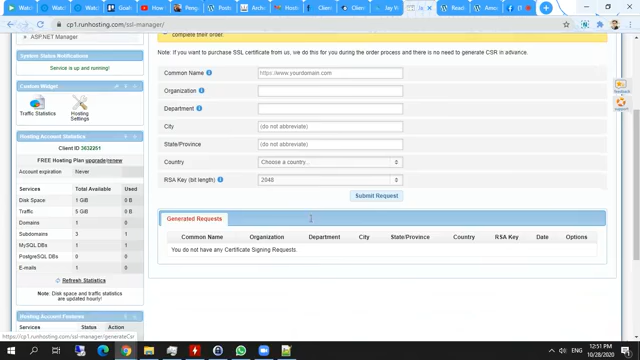 cp1.runhosting.com/ssl-manager/
ASP.NET Manager
complete their order.
System Status Notifications
Service is up and running!
Custom Widget
Traffic Statistics
Hosting Settings
Hosting Account Statistics
Client ID 3632251
FREE Hosting Plan upgrade/renew
Account expiration Never
Services Total Available Used
Disk Space 1 GiB 0 B
Traffic 5 GiB 0 B
Domains 1 0
Subdomains 3 1
MySQL DBs 1 0
PostgreSQL DBs 0 0
E-mails 1 0
Refresh Statistics
Note: Disk space and traffic statistics are updated hourly!
Hosting Account Features
Services Status Action
Note: If you want to purchase SSL certificate from us, we do this for you during the order process and there is no need to generate CSR in advance.
Common Name https://www.yourdomain.com
Organization
Department
City (do not abbreviate)
State/Province (do not abbreviate)
Country Choose a country...
RSA Key (bit length) 2048
Submit Request
Generated Requests
Common Name Organization Department City State/Province Country RSA Key Date Options
You do not have any Certificate Signing Requests.
feedback
support
https://cp1.runhosting.com/ssl-manager/generateCsr
ENG
12:51 PM
10/28/2020